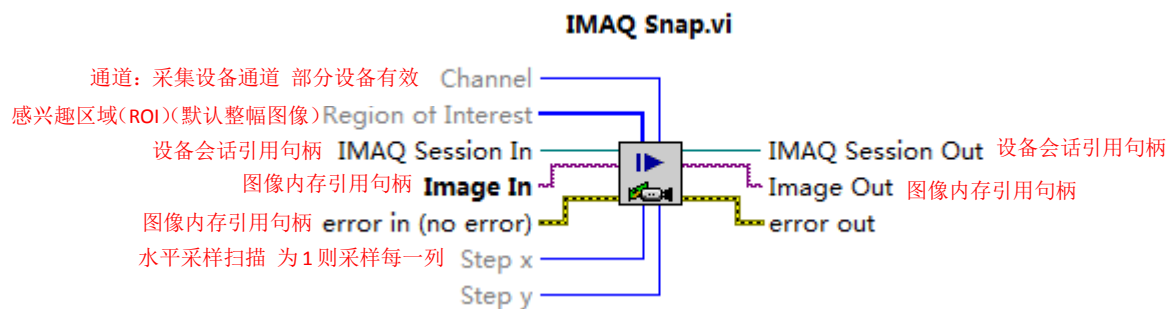 IMAQ Snap.vi
通道：采集设备通道 部分设备有效 Channel
感兴趣区域(ROI)(默认整幅图像) Region of Interest
设备会话引用句柄 IMAQ Session In IMAQ Session Out 设备会话引用句柄
图像内存引用句柄 Image In Image Out 图像内存引用句柄
图像内存引用句柄 error in (no error) error out
水平采样扫描 为1则采样每一列 Step x
Step y